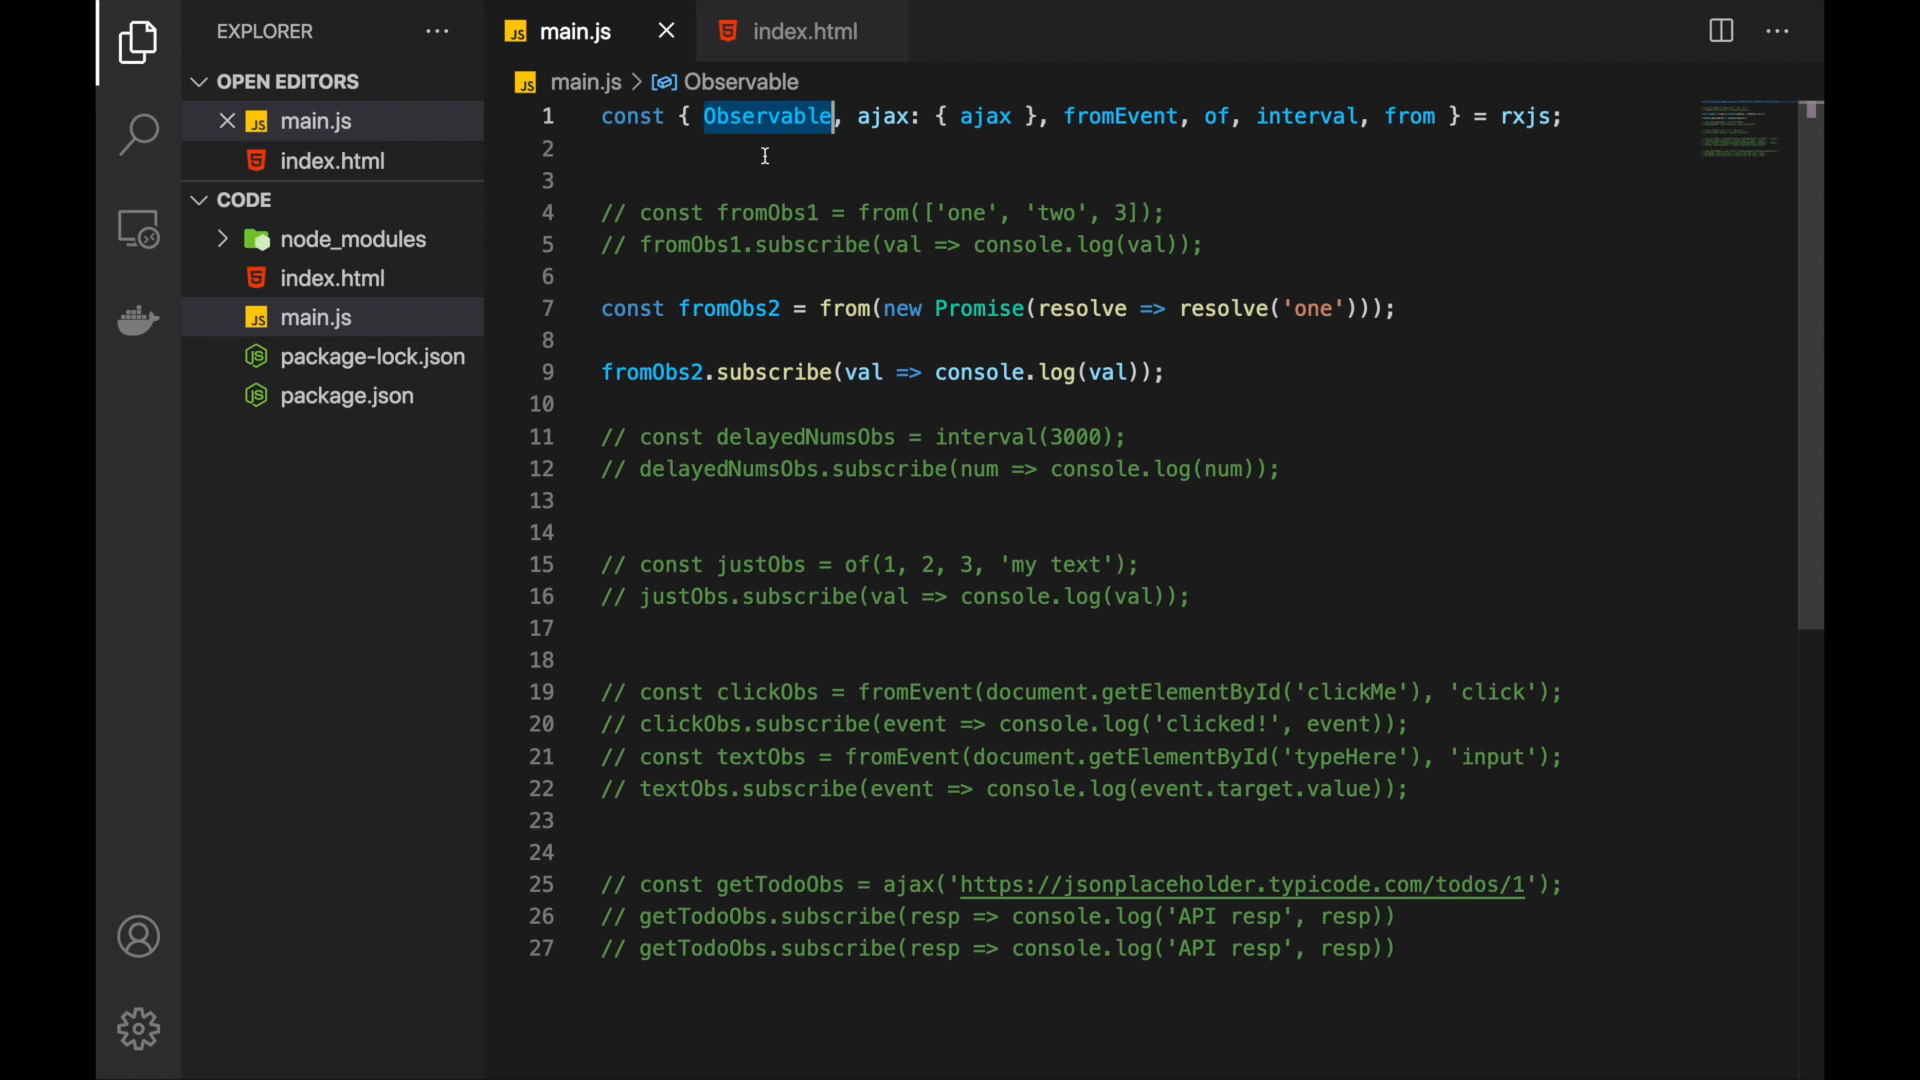 EXPLORER
OPEN EDITORS
JS main.js
index.html
CODE
node_modules
index.html
JS main.js
package-lock.json
package.json
JS main.js
index.html
JS main.js > Observable
1 const { Observable, ajax: { ajax }, fromEvent, of, interval, from } = rxjs;
2
3
4 // const fromObs1 = from(['one', 'two', 3]);
5 // fromObs1.subscribe(val => console.log(val));
6
7 const fromObs2 = from(new Promise(resolve => resolve('one')));
8
9 fromObs2.subscribe(val => console.log(val));
10
11 // const delayedNumsObs = interval(3000);
12 // delayedNumsObs.subscribe(num => console.log(num));
13
14
15 // const justObs = of(1, 2, 3, 'my text');
16 // justObs.subscribe(val => console.log(val));
17
18
19 // const clickObs = fromEvent(document.getElementById('clickMe'), 'click');
20 // clickObs.subscribe(event => console.log('clicked!', event));
21 // const textObs = fromEvent(document.getElementById('typeHere'), 'input');
22 // textObs.subscribe(event => console.log(event.target.value));
23
24
25 // const getTodoObs = ajax('https://jsonplaceholder.typicode.com/todos/1');
26 // getTodoObs.subscribe(resp => console.log('API resp', resp))
27 // getTodoObs.subscribe(resp => console.log('API resp', resp))